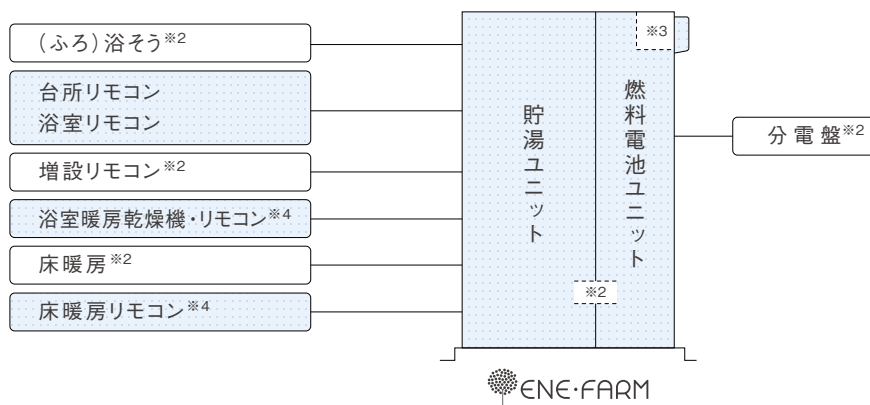 （ふろ）浴そう※2
台所リモコン
浴室リモコン
増設リモコン※2
浴室暖房乾燥機・リモコン※4
床暖房※2
床暖房リモコン※4
貯湯ユニット
燃料電池ユニット
※3
※2
分電盤※2
ENE・FARM